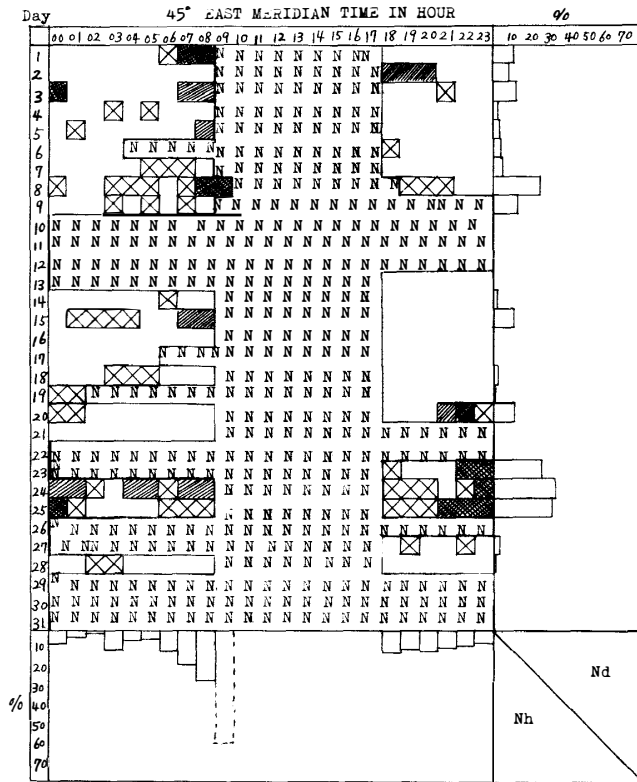 Day 45° EAST MERIDIAN TIME IN HOUR %
00 01 02 03 04 05 06 07 08 09 10 11 12 13 14 15 16 17 18 19 20 21 22 23 10 20 30 40 50 60 70
1 N N N N N N N N N
2 N N N N N N N N N
3 N N N N N N N N N
4 N N N N N N N N N
5 N N N N N N N N N
6 N N N N N N N N N N N N N
7 N N N N N N N N N
8 N N N N N N N N N
9 N N N N N N N N N N N N N N N
10 N N N N N N N N N N N N N N N N N N N N N N N
11 N N N N N N N N N N N N N N N N N N N N N N N N
12 N N N N N N N N N N N N N N N N N N N N N N N N
13 N N N N N N N N N N N N N N N N N N
14 N N N N N N N N
15 N N N N N N N N
16 N N N N N N N N
17 N N N N N N N N N N N N
18 N N N N N N N N
19 N N N N N N N N N N N N N N N N
20 N N N N N N N N
21 N N N N N N N N N N N N N N
22 N N N N N N N N N N N N N N N N N N N N N N N N
23 N N N N N N N N N N N N N N N N N N
24 N N N N N N N N
25 N N N N N N N N
26 N N N N N N N N N N N N N N N N N N N N N N N N
27 N N N N N N N N N N N N N N N N N N
28 N N N N N N N N
29 N N N N N N N N N N N N N N N N N N N N N N N N
30 N N N N N N N N N N N N N N N N N N N N N N N N
31 N N N N N N N N N N N N N N N N N N N N N N N N
10
20
30
40
% 50
60
70
Nd
Nh